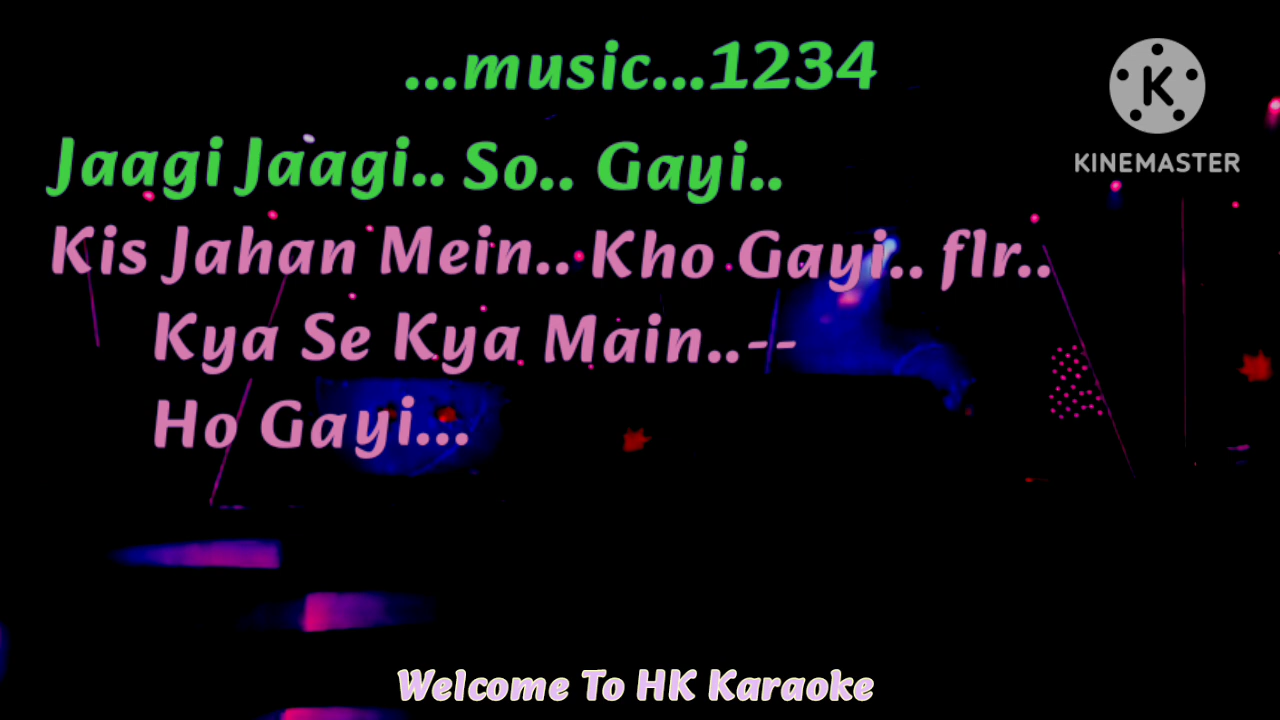 ...music...1234
K
KINEMASTER
Jaagi Jaagi.. So.. Gayi..
Kis Jahan Mein.. Kho Gayi.. flr..
Kya Se Kya Main..--
Ho Gayi...
Welcome To HK Karaoke